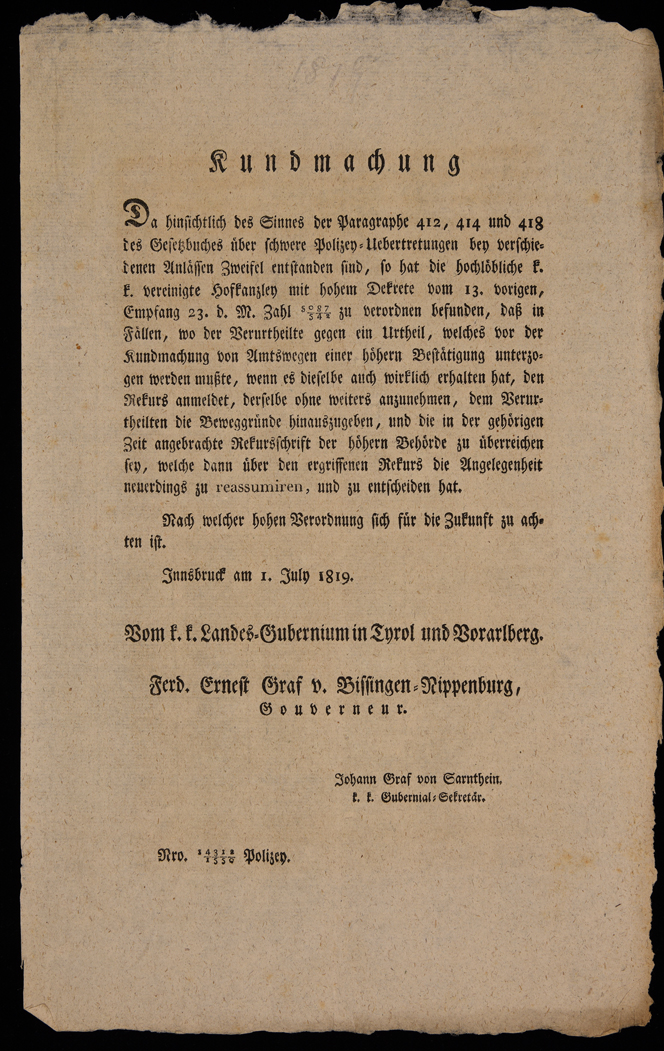 Kundmachung
Da hinsichtlich des Sinnes der Paragraphe 412, 414 und 418
des Gesetzbuches über schwere Polizey-Uebertretungen bey verschie-
denen Anlässen Zweifel entstanden sind, so hat die hochlöbliche k.
k. vereinigte Hofkanzley mit hohem Dekrete vom 13. vorigen,
Empfang 23. d. M. Zahl zu verordnen befunden, daß in
Fällen, wo der Verurtheilte gegen ein Urtheil, welches vor der
Kundmachung von Amtswegen einer höhern Bestätigung unterzo-
gen werden mußte, wenn es dieselbe auch wirklich erhalten hat, den
Rekurs anmeldet, derselbe ohne weiters anzunehmen, dem Verur-
theilten die Beweggründe hinauszugeben, und die in der gehörigen
Zeit angebrachte Rekursschrift der höhern Behörde zu überreichen
sey, welche dann über den ergriffenen Rekurs die Angelegenheit
neuerdings zu reassumiren, und zu entscheiden hat.
Nach welcher hohen Verordnung sich für die Zukunft zu ach-
ten ist.
Innsbruck am 1. July 1819.
Vom k. k. Landes-Gubernium in Tyrol und Vorarlberg.
Ferd. Ernest Graf v. Bissingen-Nippenburg,
Gouverneur.
Johann Graf von Sarnthein.
k. k. Gubernial-Sekretär.
Nro. Polizey.